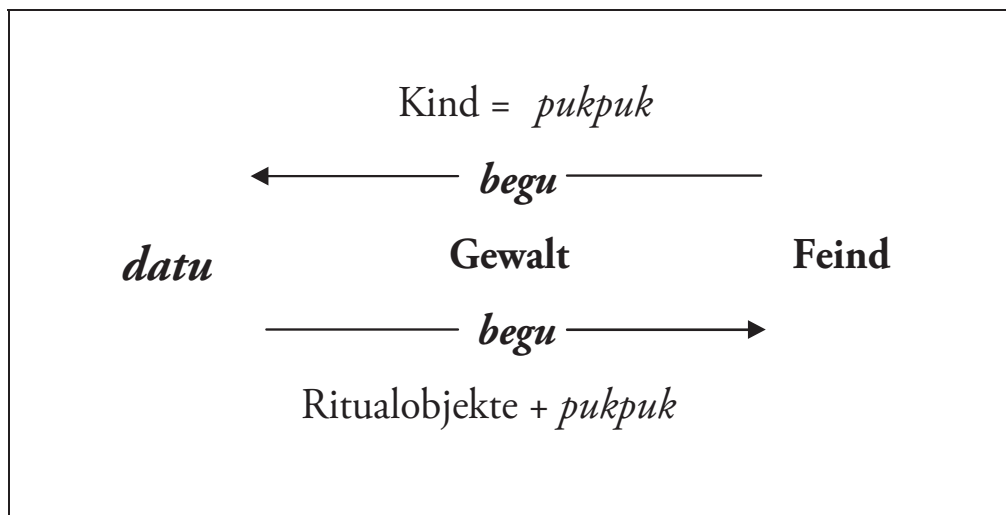 Kind = pukpuk
begu
datu Gewalt Feind
begu
Ritualobjekte + pukpuk